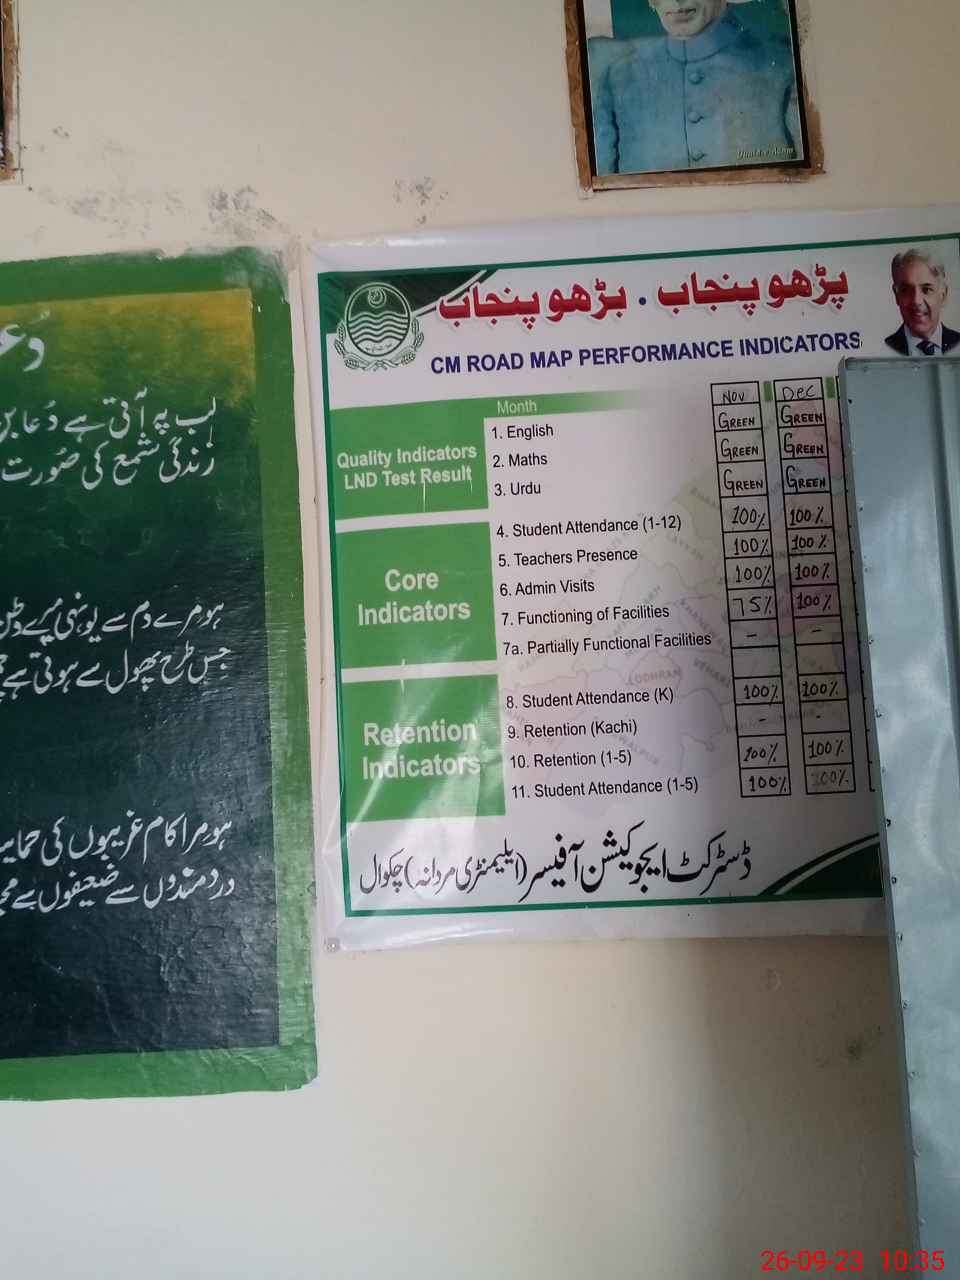 Quaid-e-Azam
دُعا
لب پہ آتی ہے دُعا بن
زندگی شمع کی صُورت
ہو مرے دم سے یونہی میرے وطن
جس طرح پھول سے ہوتی ہے
ہو مرا کام غریبوں کی حمایت
دردمندوں سے ضعیفوں سے
پڑھو پنجاب . بڑھو پنجاب
CM ROAD MAP PERFORMANCE INDICATORS
Month Nov Dec
Quality Indicators
LND Test Result
1. English GREEN GREEN
2. Maths GREEN GREEN
3. Urdu GREEN GREEN
Core
Indicators
4. Student Attendance (1-12) 100% 100%
5. Teachers Presence 100% 100%
6. Admin Visits 100% 100%
7. Functioning of Facilities 75% 100%
7a. Partially Functional Facilities - -
Retention
Indicators
8. Student Attendance (K) 100% 100%
9. Retention (Kachi) - -
10. Retention (1-5) 100% 100%
11. Student Attendance (1-5) 100% 100%
ڈسٹرکٹ ایجوکیشن آفیسر (ایلیمنٹری مردانہ) چکوال
26-09-23 10:35